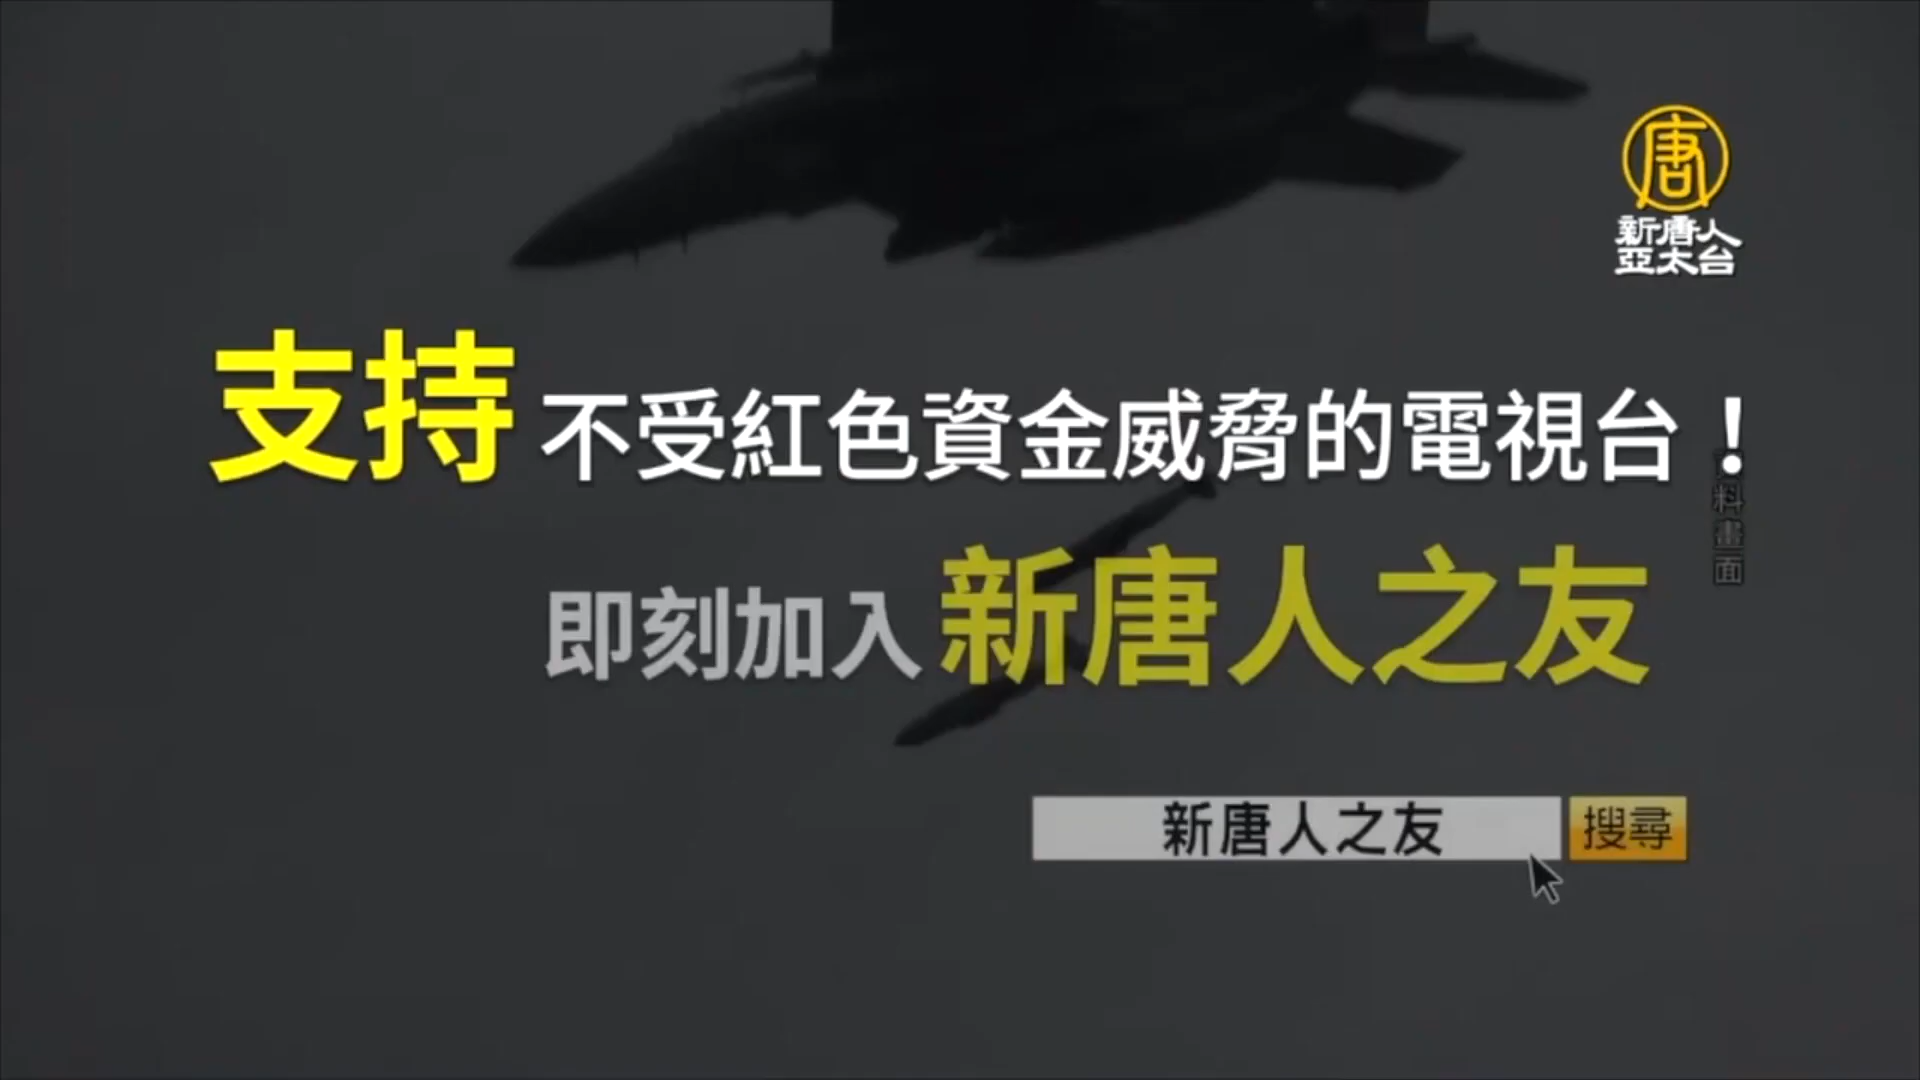 唐
新唐人
亞太台
支持 不受紅色資金威脅的電視台！
料畫面
即刻加入 新唐人之友
新唐人之友 搜尋